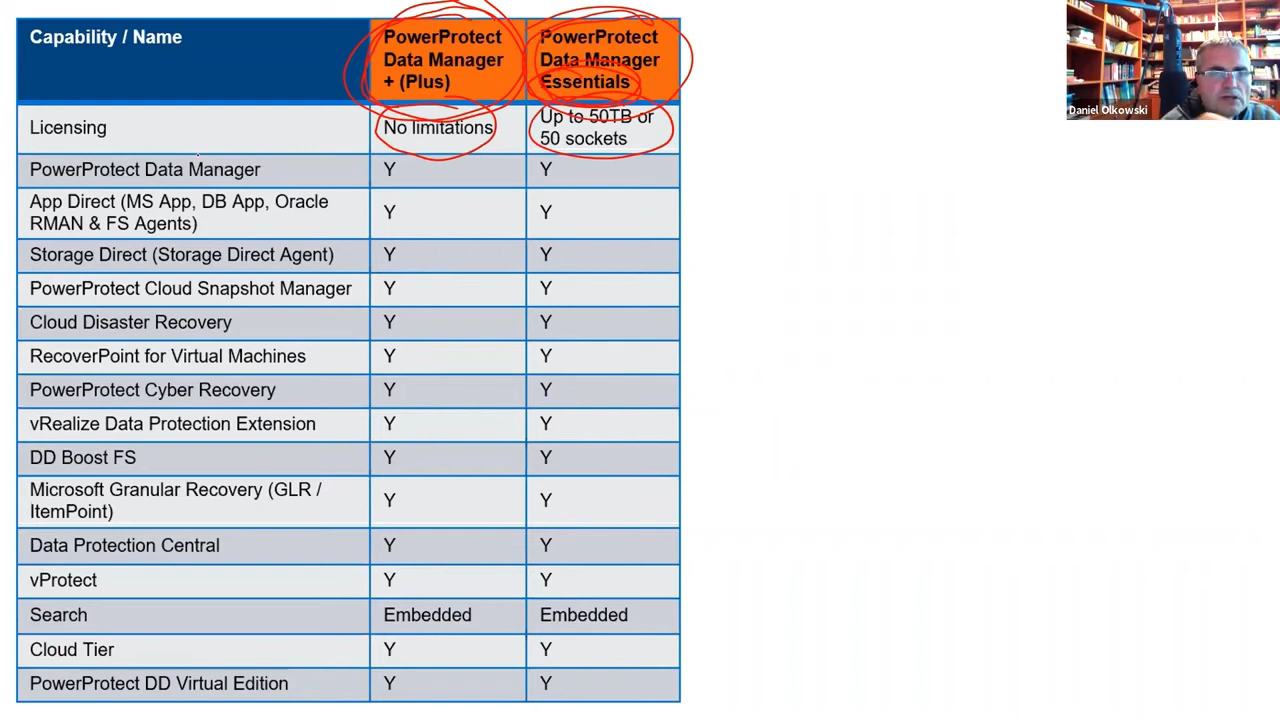 Capability / Name
PowerProtect
Data Manager
+ (Plus)
PowerProtect
Data Manager
Essentials
Licensing
No limitations
Up to 50TB or
50 sockets
PowerProtect Data Manager
Y
Y
App Direct (MS App, DB App, Oracle
RMAN & FS Agents)
Y
Y
Storage Direct (Storage Direct Agent)
Y
Y
PowerProtect Cloud Snapshot Manager
Y
Y
Cloud Disaster Recovery
Y
Y
RecoverPoint for Virtual Machines
Y
Y
PowerProtect Cyber Recovery
Y
Y
vRealize Data Protection Extension
Y
Y
DD Boost FS
Y
Y
Microsoft Granular Recovery (GLR /
ItemPoint)
Y
Y
Data Protection Central
Y
Y
vProtect
Y
Y
Search
Embedded
Embedded
Cloud Tier
Y
Y
PowerProtect DD Virtual Edition
Y
Y
Daniel Olkowski